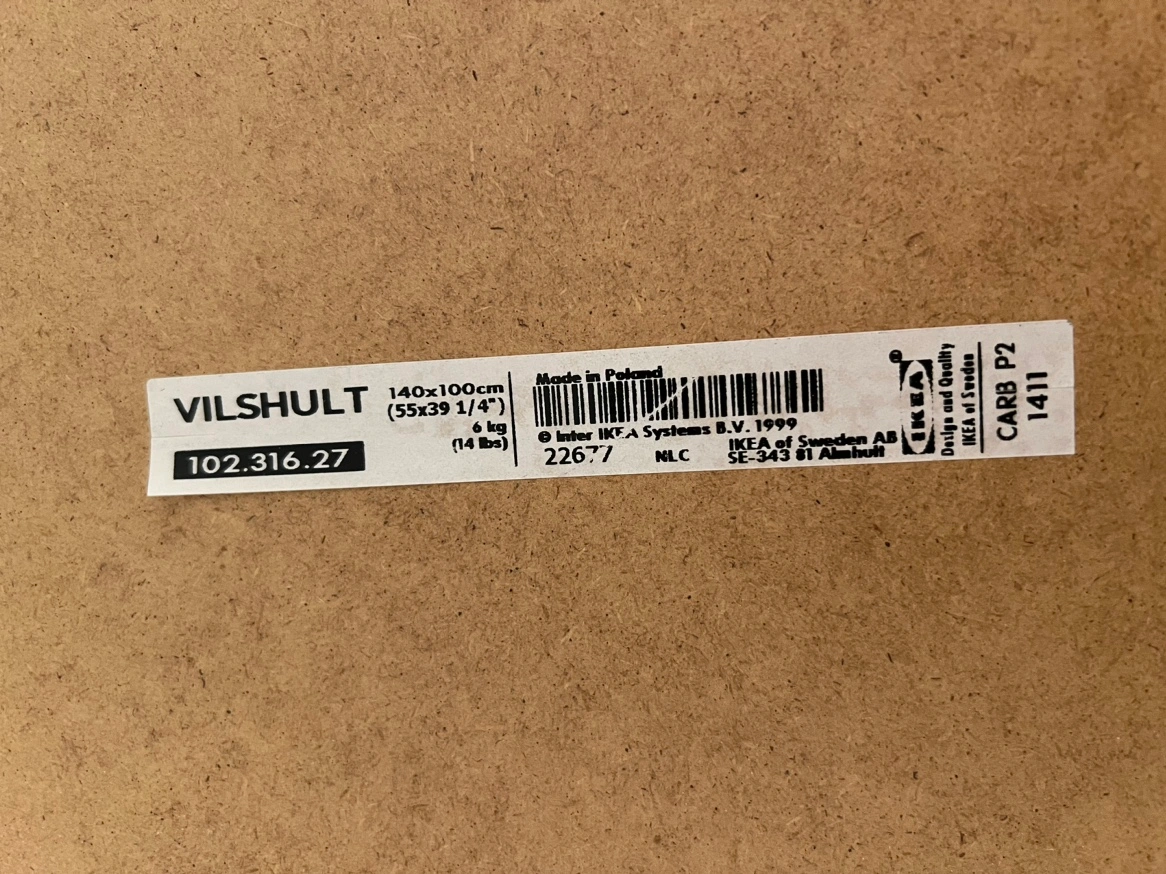 VILSHULT
102.316.27
140x100cm
(55x39 1/4")
6 kg
(14 lbs)
Made in Poland
© Inter IKEA Systems B.V. 1999
22677 NLC
IKEA of Sweden AB
SE-343 81 Älmhult
IKEA®
Design and Quality
IKEA of Sweden
CARB P2
1411